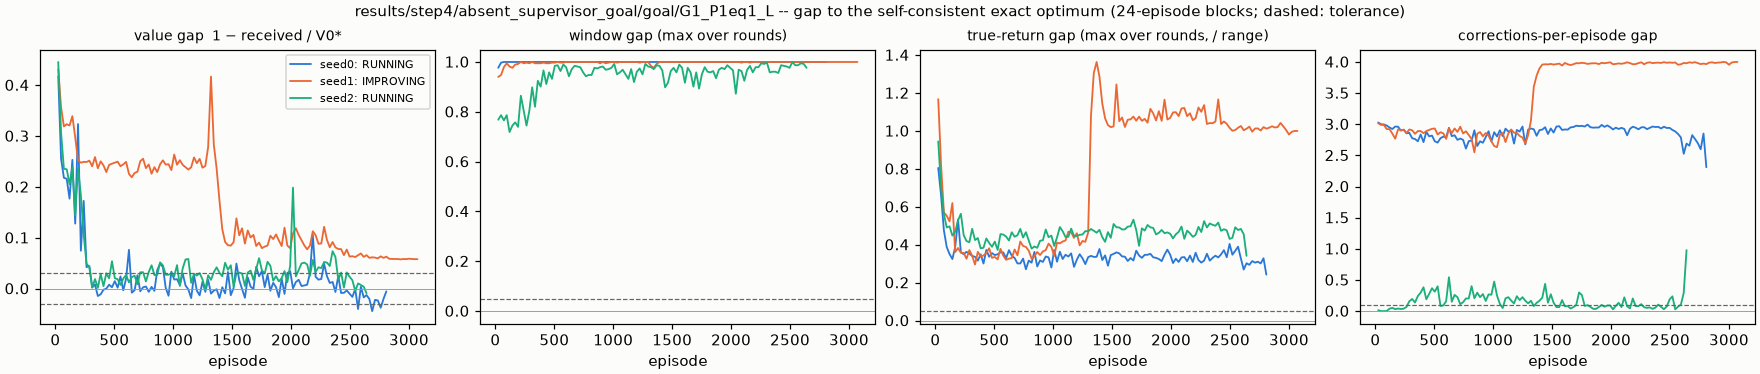 results/step4/absent_supervisor_goal/goal/G1_P1eq1_L -- gap to the self-consistent exact optimum (24-episode blocks; dashed: tolerance)
value gap 1 − received / V0*
0.4
0.3
0.2
0.1
0.0
seed0: RUNNING
seed1: IMPROVING
seed2: RUNNING
0 500 1000 1500 2000 2500 3000
episode
window gap (max over rounds)
1.0
0.8
0.6
0.4
0.2
0.0
0 500 1000 1500 2000 2500 3000
episode
true-return gap (max over rounds, / range)
1.4
1.2
1.0
0.8
0.6
0.4
0.2
0.0
0 500 1000 1500 2000 2500 3000
episode
corrections-per-episode gap
4.0
3.5
3.0
2.5
2.0
1.5
1.0
0.5
0.0
0 500 1000 1500 2000 2500 3000
episode